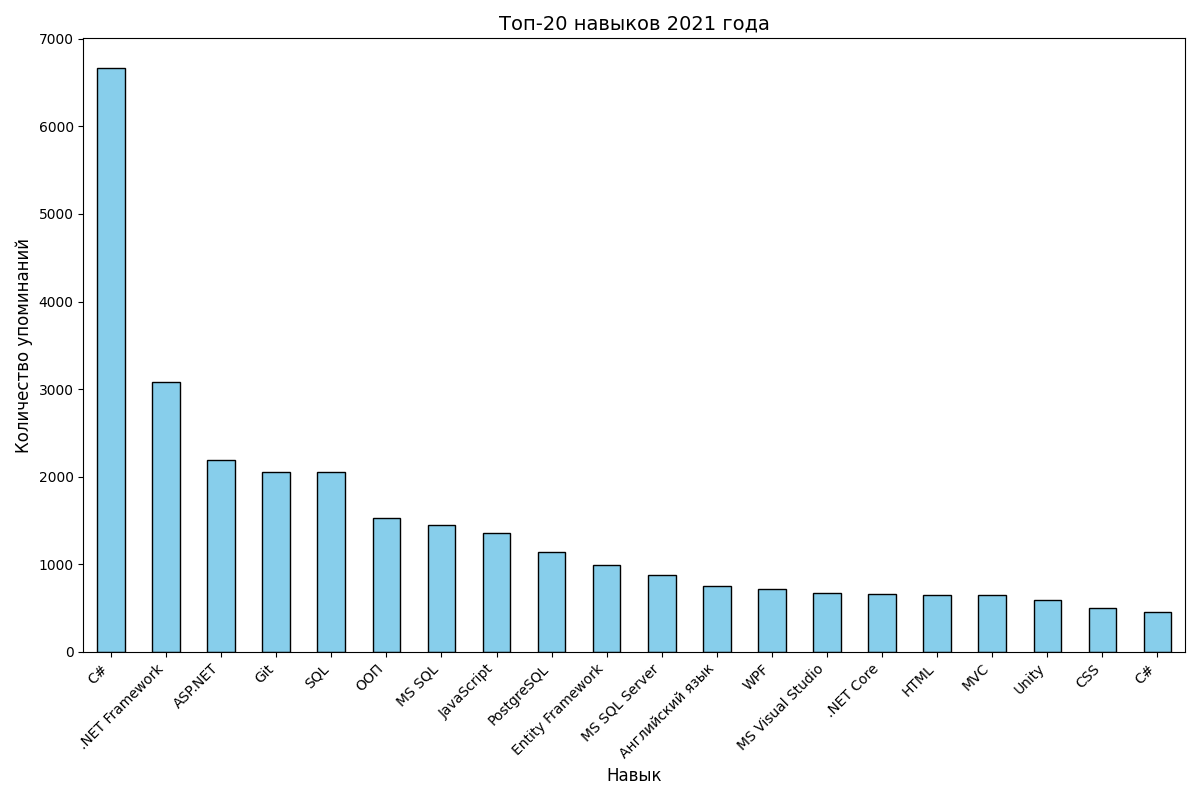 Топ-20 навыков 2021 года
Количество упоминаний
7000
6000
5000
4000
3000
2000
1000
0
C#
.NET Framework
ASP.NET
Git
SQL
ООП
MS SQL
JavaScript
PostgreSQL
Entity Framework
MS SQL Server
Английский язык
WPF
MS Visual Studio
.NET Core
HTML
MVC
Unity
CSS
C#
Навык